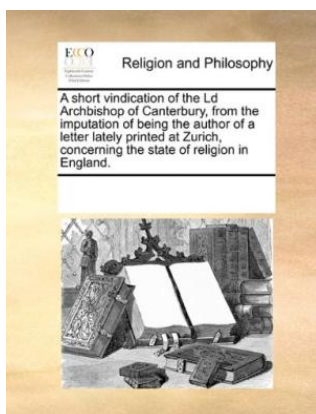 ECCO
Religion and Philosophy
A short vindication of the Ld
Archbishop of Canterbury, from the
imputation of being the author of a
letter lately printed at Zurich,
concerning the state of religion in
England.